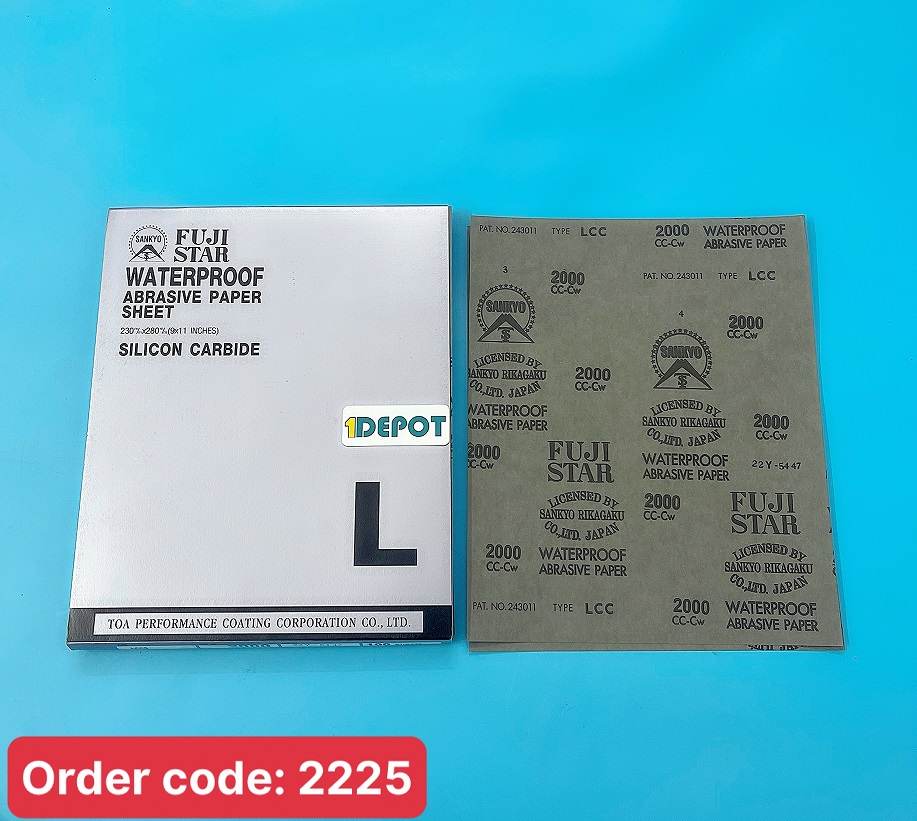 SANKYO
FUJI
STAR
WATERPROOF
ABRASIVE PAPER
SHEET
230m/m x280m/m (9x11 INCHES)
SILICON CARBIDE
1DEPOT
L
TOA PERFORMANCE COATING CORPORATION CO., LTD.
PAT. NO. 243011 TYPE LCC
2000
CC-Cw
WATERPROOF
ABRASIVE PAPER
3
2000
CC-Cw
PAT. NO. 243011 TYPE LCC
SANKYO
4
2000
CC-Cw
SANKYO
LICENSED BY
SANKYO RIKAGAKU
CO.,LTD. JAPAN
2000
CC-Cw
WATERPROOF
ABRASIVE PAPER
LICENSED BY
SANKYO RIKAGAKU
CO.,LTD. JAPAN
2000
CC-Cw
2000
CC-Cw
FUJI
STAR
WATERPROOF
ABRASIVE PAPER
22Y-5447
LICENSED BY
SANKYO RIKAGAKU
CO.,LTD. JAPAN
2000
CC-Cw
FUJI
STAR
2000
CC-Cw
WATERPROOF
ABRASIVE PAPER
LICENSED BY
SANKYO RIKAGAKU
CO.,LTD. JAPAN
PAT. NO. 243011 TYPE LCC
2000
CC-Cw
WATERPROOF
ABRASIVE PAPER
Order code: 2225